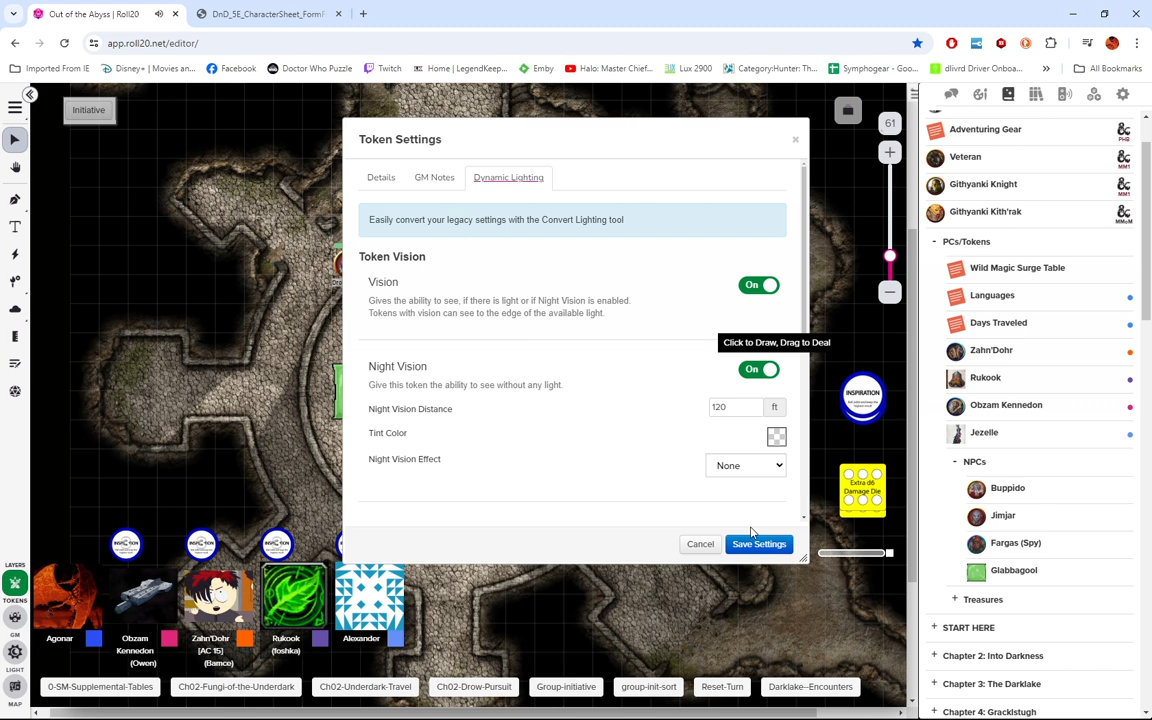 Out of the Abyss | Roll20
DnD_5E_CharacterSheet_FormF
app.roll20.net/editor/
Imported From IE
Disney+ | Movies an...
Facebook
Doctor Who Puzzle
Twitch
Home | LegendKeep...
Emby
Halo: Master Chief...
Lux 2900
Category:Hunter: Th...
Symphogear - Goo...
dlivrd Driver Onboa...
All Bookmarks
Initiative
61
Token Settings
Details
GM Notes
Dynamic Lighting
Easily convert your legacy settings with the Convert Lighting tool
Token Vision
Vision
On
Gives the ability to see, if there is light or if Night Vision is enabled.
Tokens with vision can see to the edge of the available light.
Click to Draw, Drag to Deal
Night Vision
On
Give this token the ability to see without any light.
Night Vision Distance
120
ft
Tint Color
Night Vision Effect
None
Cancel
Save Settings
INSPIRATION
Extra d6
Damage Die
LAYERS
TOKENS
GM
LIGHT
MAP
Agonar
Obzam
Kennedon
(Owen)
Zahn'Dohr
[AC 15]
(Bamce)
Rukook
(foshka)
Alexander
0-SM-Supplemental-Tables
Ch02-Fungi-of-the-Underdark
Ch02-Underdark-Travel
Ch02-Drow-Pursuit
Group-initiative
group-init-sort
Reset-Turn
Darklake--Encounters
Adventuring Gear
PHB
Veteran
MM1
Githyanki Knight
MM1
Githyanki Kith'rak
MMoM
PCs/Tokens
Wild Magic Surge Table
Languages
Days Traveled
Zahn'Dohr
Rukook
Obzam Kennedon
Jezelle
NPCs
Buppido
Jimjar
Fargas (Spy)
Glabbagool
Treasures
START HERE
Chapter 2: Into Darkness
Chapter 3: The Darklake
Chapter 4: Gracklstugh